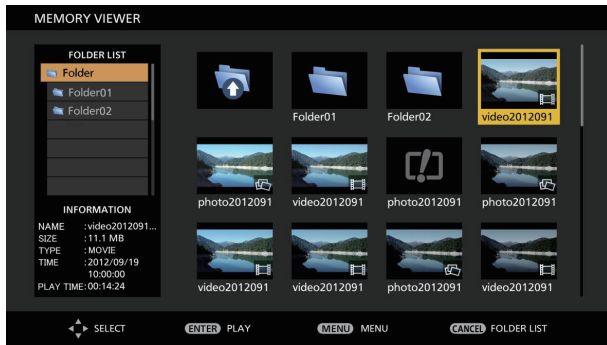 MEMORY VIEWER
FOLDER LIST
Folder
Folder01
Folder02
INFORMATION
NAME :video2012091...
SIZE :11.1 MB
TYPE :MOVIE
TIME :2012/09/19
10:00:00
PLAY TIME:00:14:24
Folder01 Folder02 video2012091
photo2012091 video2012091 photo2012091 photo2012091
video2012091 video2012091 photo2012091 video2012091
SELECT ENTER PLAY MENU MENU CANCEL FOLDER LIST